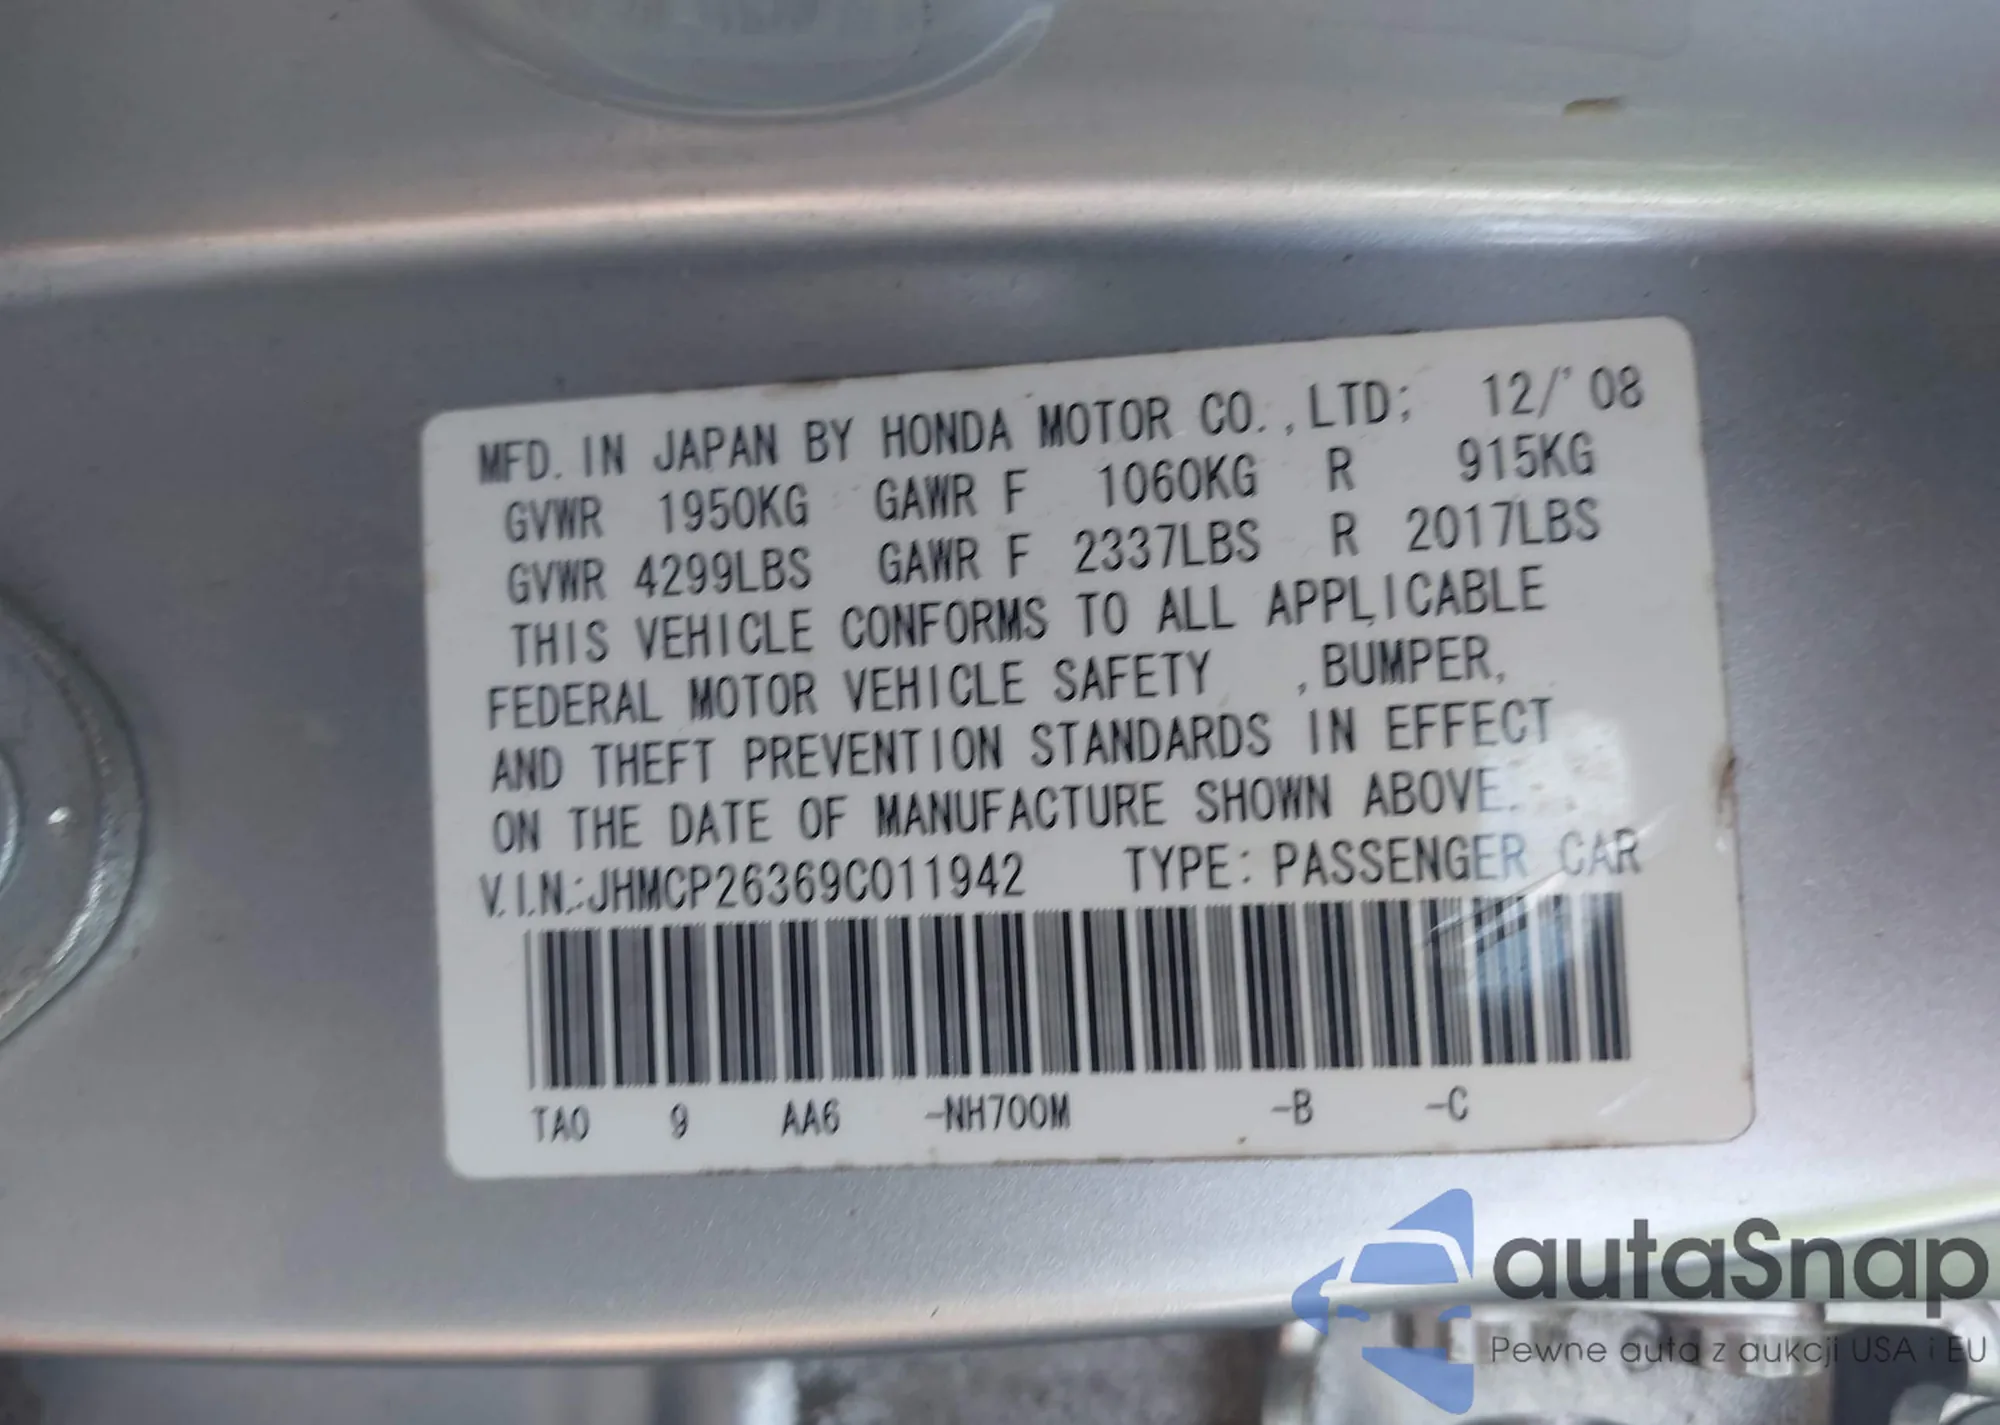 MFD. IN JAPAN BY HONDA MOTOR CO.,LTD; 12/'08
GVWR 1950KG GAWR F 1060KG R 915KG
GVWR 4299LBS GAWR F 2337LBS R 2017LBS
THIS VEHICLE CONFORMS TO ALL APPLICABLE
FEDERAL MOTOR VEHICLE SAFETY ,BUMPER,
AND THEFT PREVENTION STANDARDS IN EFFECT
ON THE DATE OF MANUFACTURE SHOWN ABOVE.
V.I.N.:JHMCP26369C011942 TYPE: PASSENGER CAR
TA0 9 AA6 -NH700M -B -C
autaSnap
Pewne auta z aukcji USA i EU